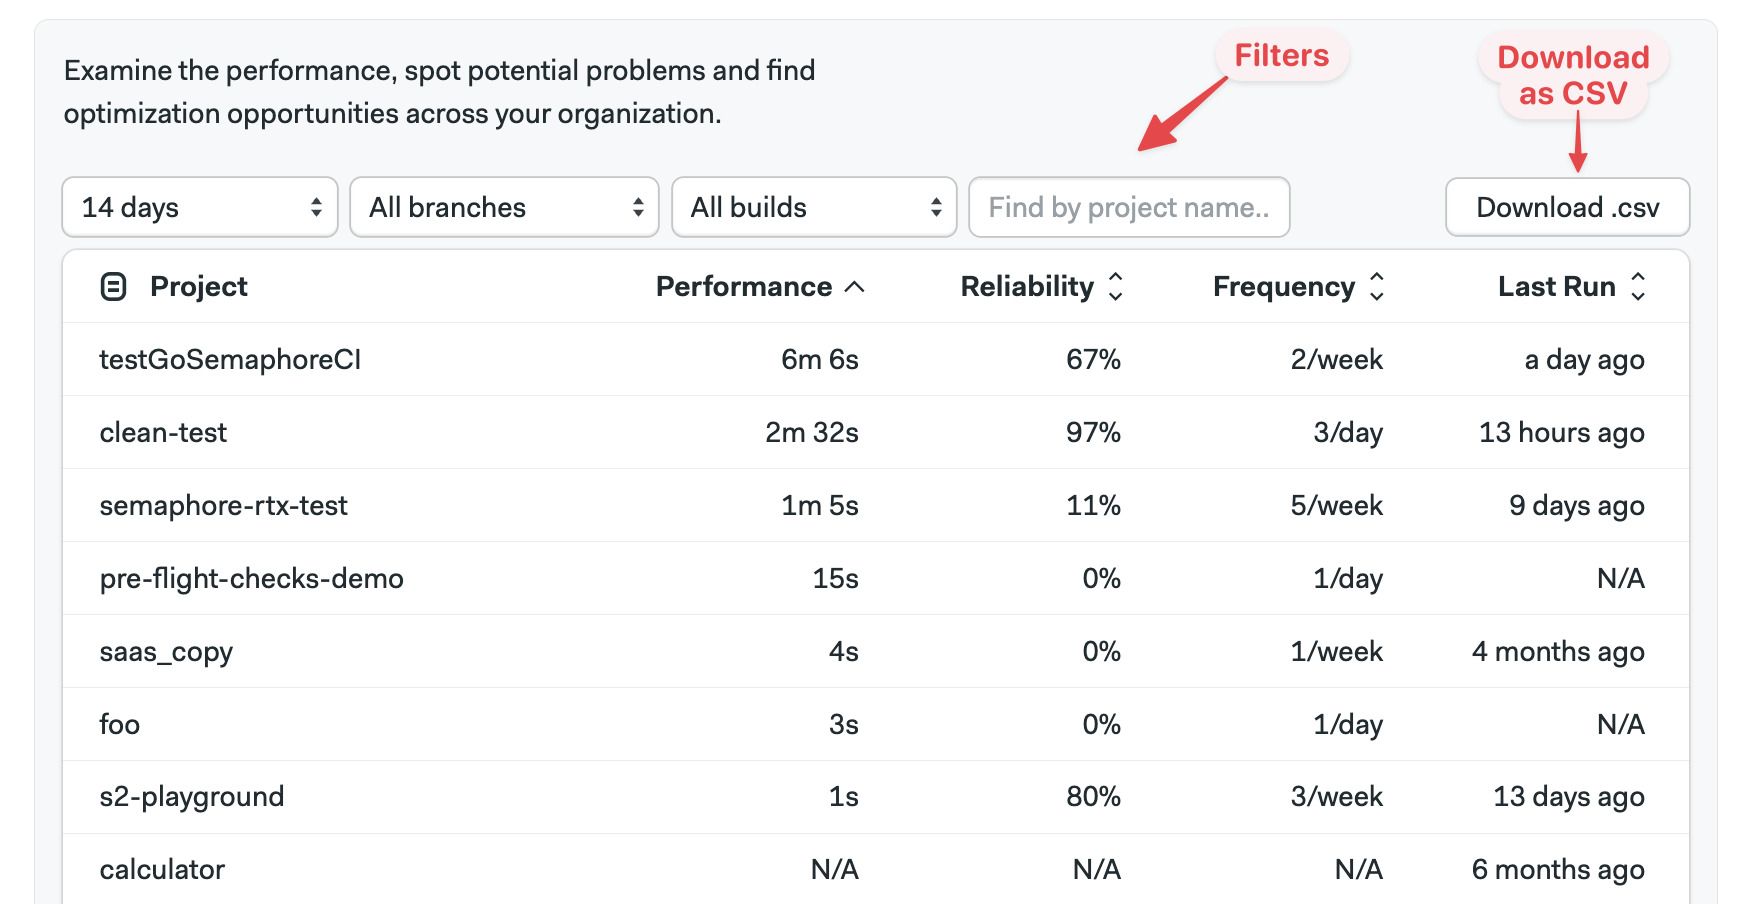 Examine the performance, spot potential problems and find
optimization opportunities across your organization.
Filters
Download
as CSV
14 days All branches All builds Find by project name.. Download .csv
Project Performance Reliability Frequency Last Run
testGoSemaphoreCI 6m 6s 67% 2/week a day ago
clean-test 2m 32s 97% 3/day 13 hours ago
semaphore-rtx-test 1m 5s 11% 5/week 9 days ago
pre-flight-checks-demo 15s 0% 1/day N/A
saas_copy 4s 0% 1/week 4 months ago
foo 3s 0% 1/day N/A
s2-playground 1s 80% 3/week 13 days ago
calculator N/A N/A N/A 6 months ago